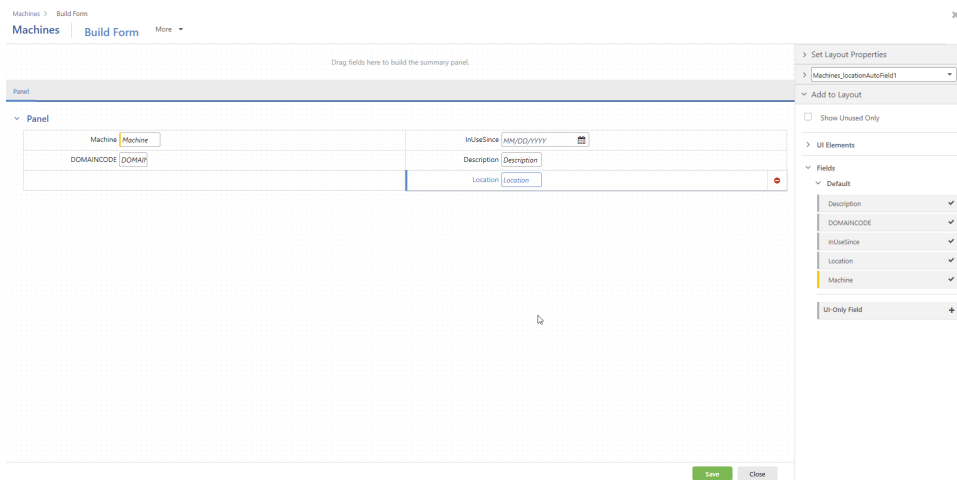 Machines > Build Form
Machines Build Form More
Drag fields here to build the summary panel.
Panel
Panel
Machine Machine InUseSince MM/DD/YYYY
DOMAINCODE DOMAI Description Description
Location Location
Save Close
Set Layout Properties
Machines_locationAutoField1
Add to Layout
Show Unused Only
UI Elements
Fields
Default
Description
DOMAINCODE
InUseSince
Location
Machine
UI-Only Field